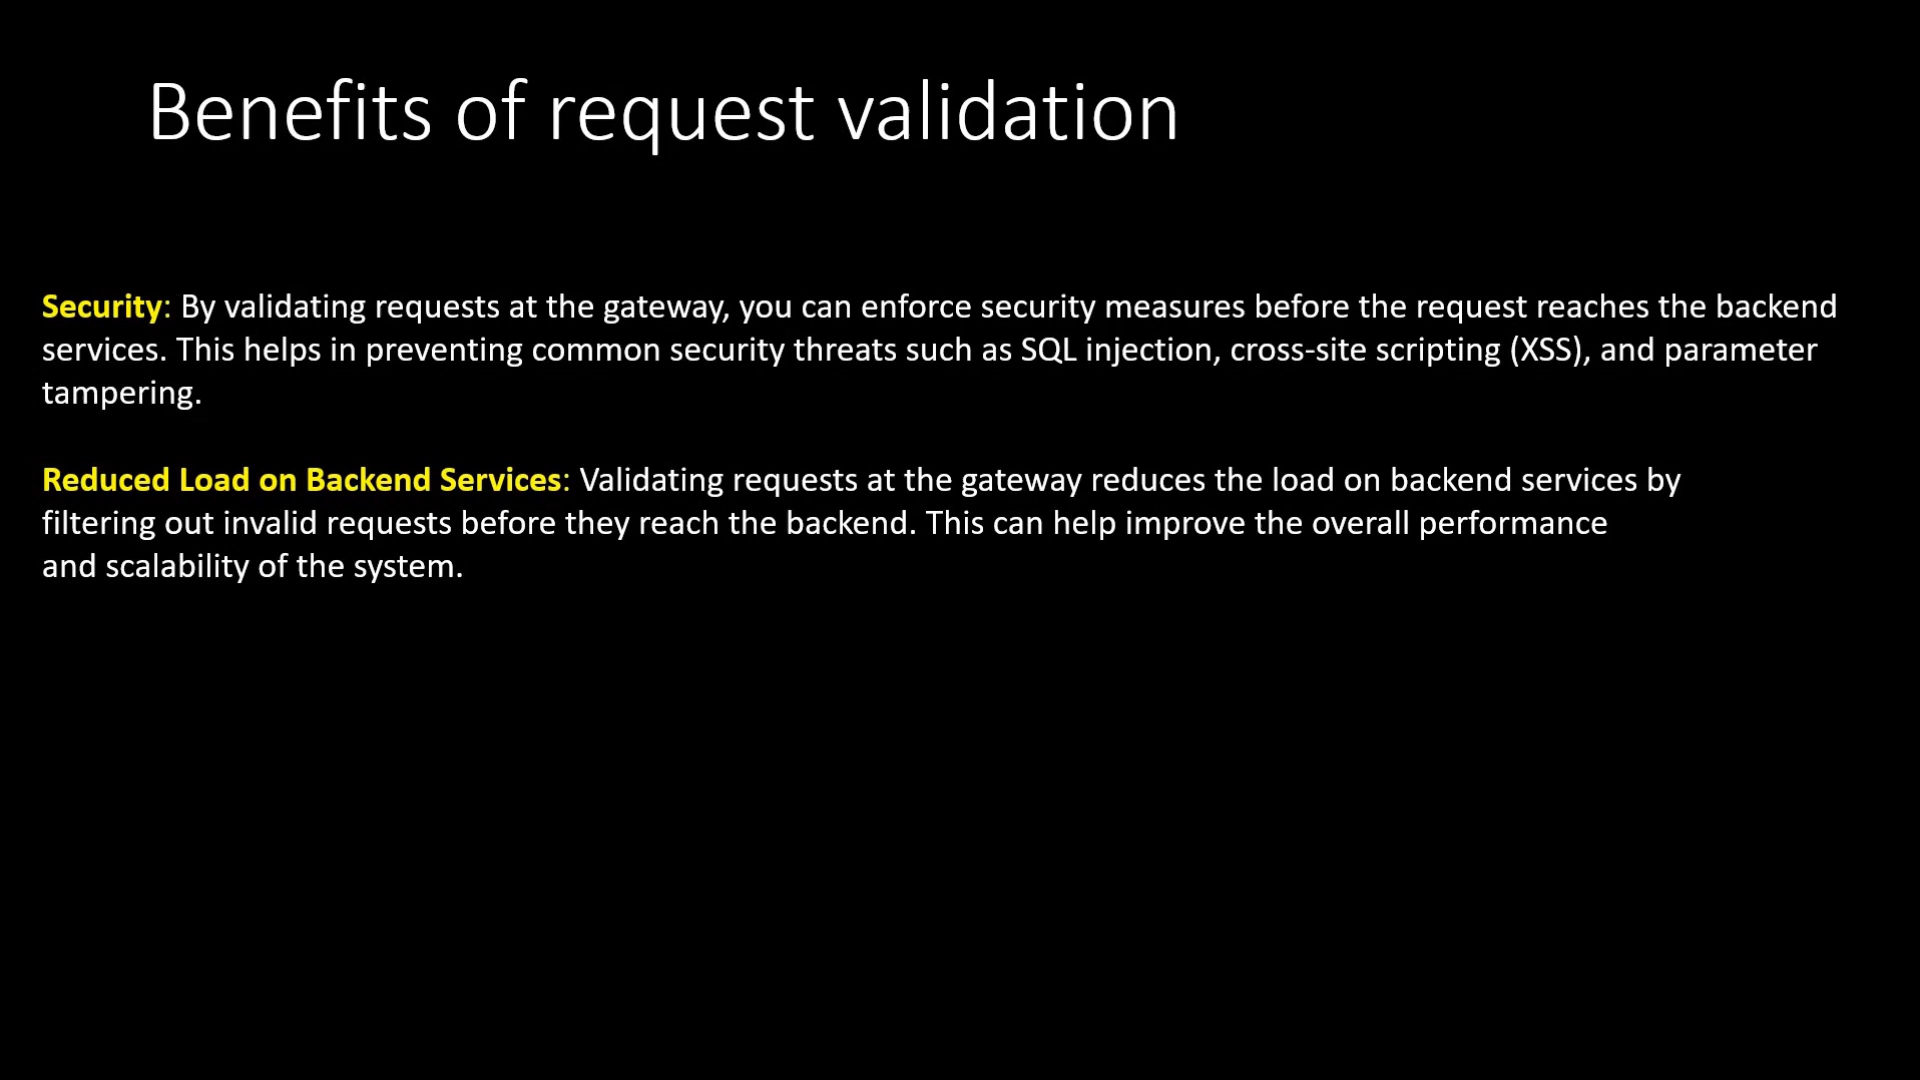 Benefits of request validation
Security: By validating requests at the gateway, you can enforce security measures before the request reaches the backend
services. This helps in preventing common security threats such as SQL injection, cross-site scripting (XSS), and parameter
tampering.
Reduced Load on Backend Services: Validating requests at the gateway reduces the load on backend services by
filtering out invalid requests before they reach the backend. This can help improve the overall performance
and scalability of the system.